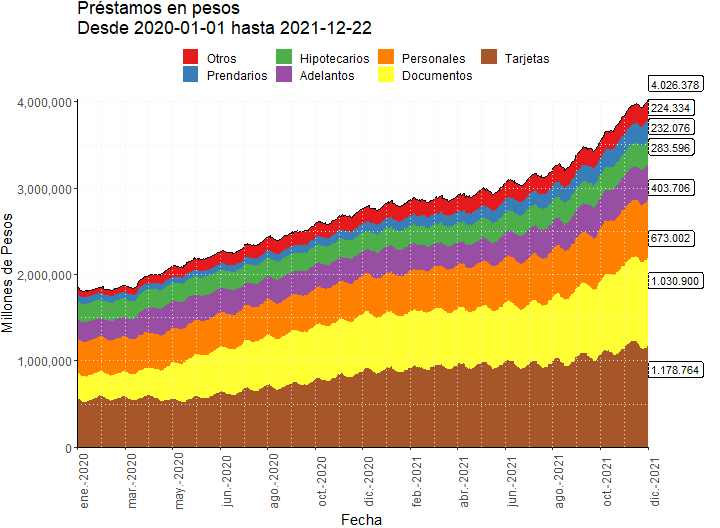 Préstamos en pesos
Desde 2020-01-01 hasta 2021-12-22
Otros Hipotecarios Personales Tarjetas
Prendarios Adelantos Documentos
4.026.378
4,000,000
224.334
232.076
283.596
3,000,000
403.706
673.002
2,000,000
1.030.900
1,000,000
1.178.764
0
Millones de Pesos
ene.-2020 mar.-2020 may.-2020 jun.-2020 ago.-2020 oct.-2020 dic.-2021 feb.-2021 abr.-2021 jun.-2021 ago.-2021 oct.-2021 dic.-2021
Fecha